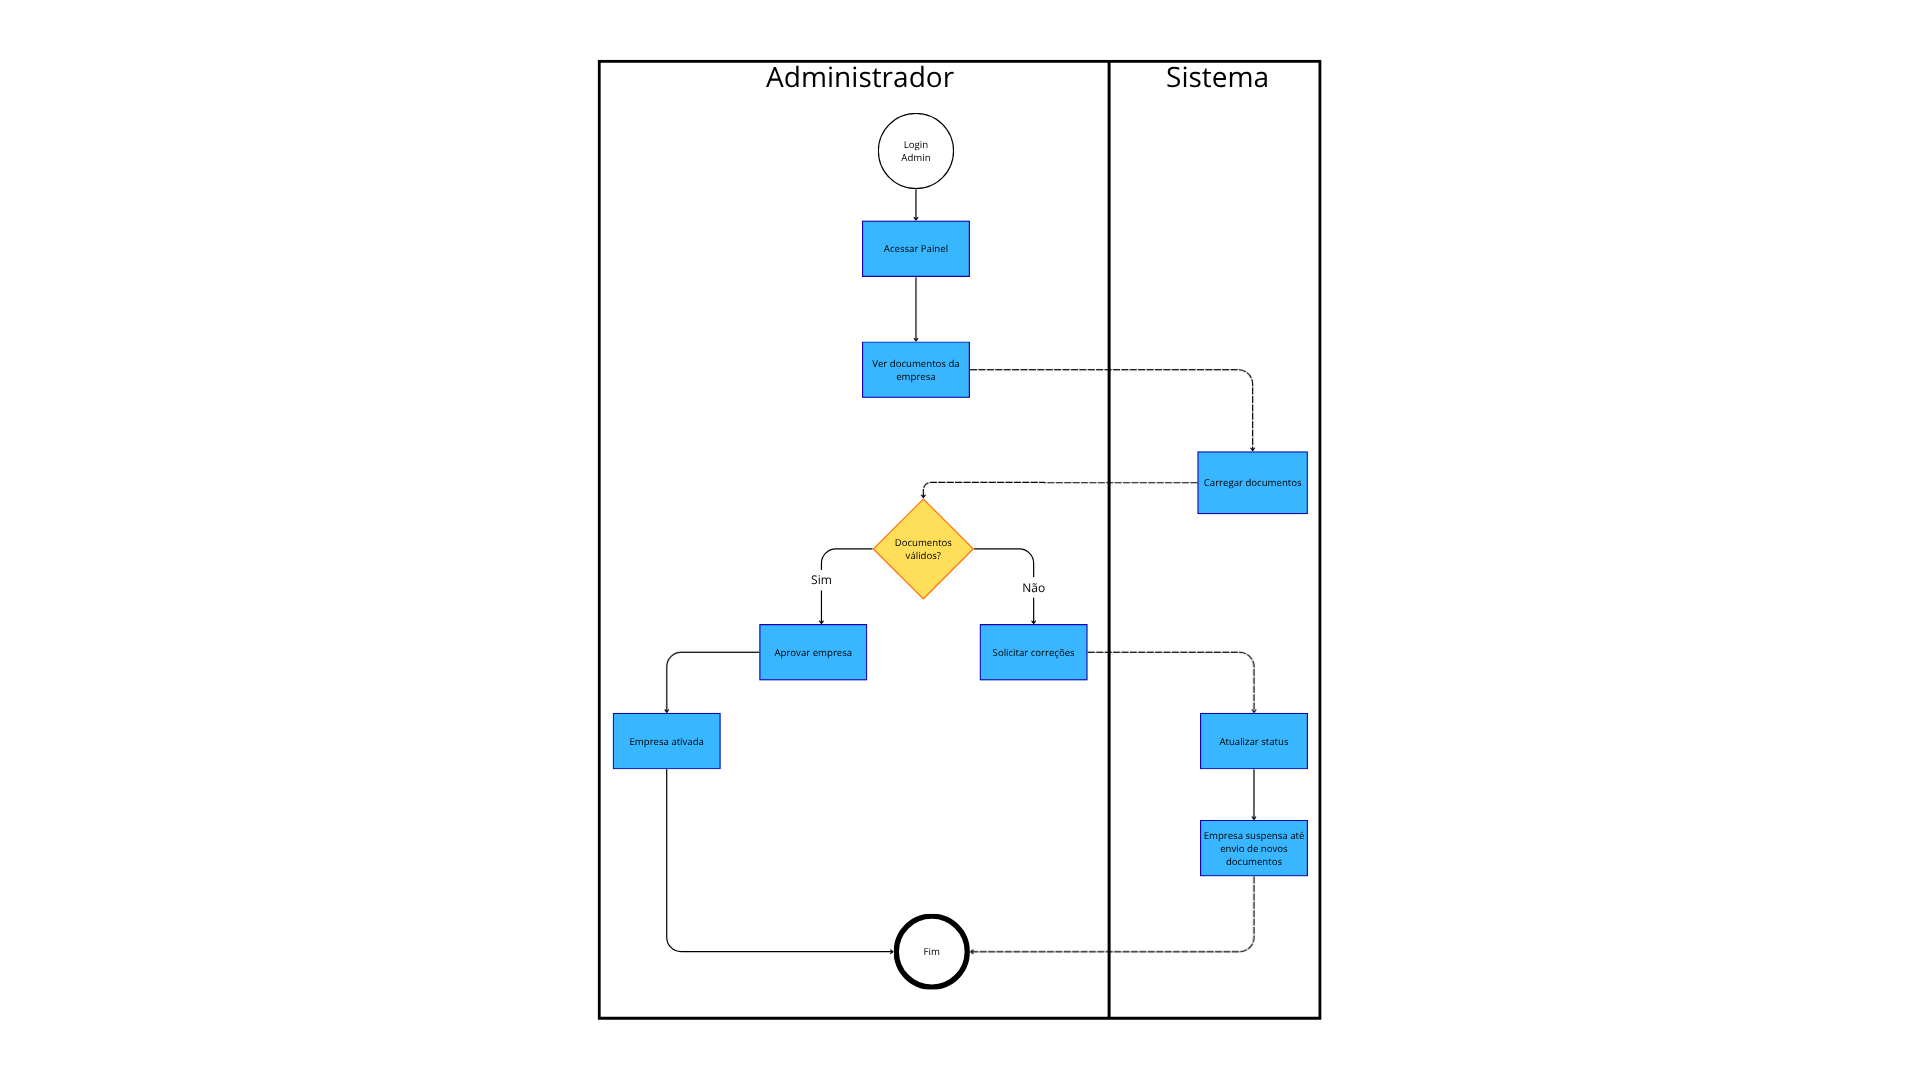 Administrador
Sistema
Login
Admin
Acessar Painel
Ver documentos da
empresa
Carregar documentos
Documentos
válidos?
Sim
Não
Aprovar empresa
Solicitar correções
Empresa ativada
Atualizar status
Empresa suspensa até
envio de novos
documentos
Fim